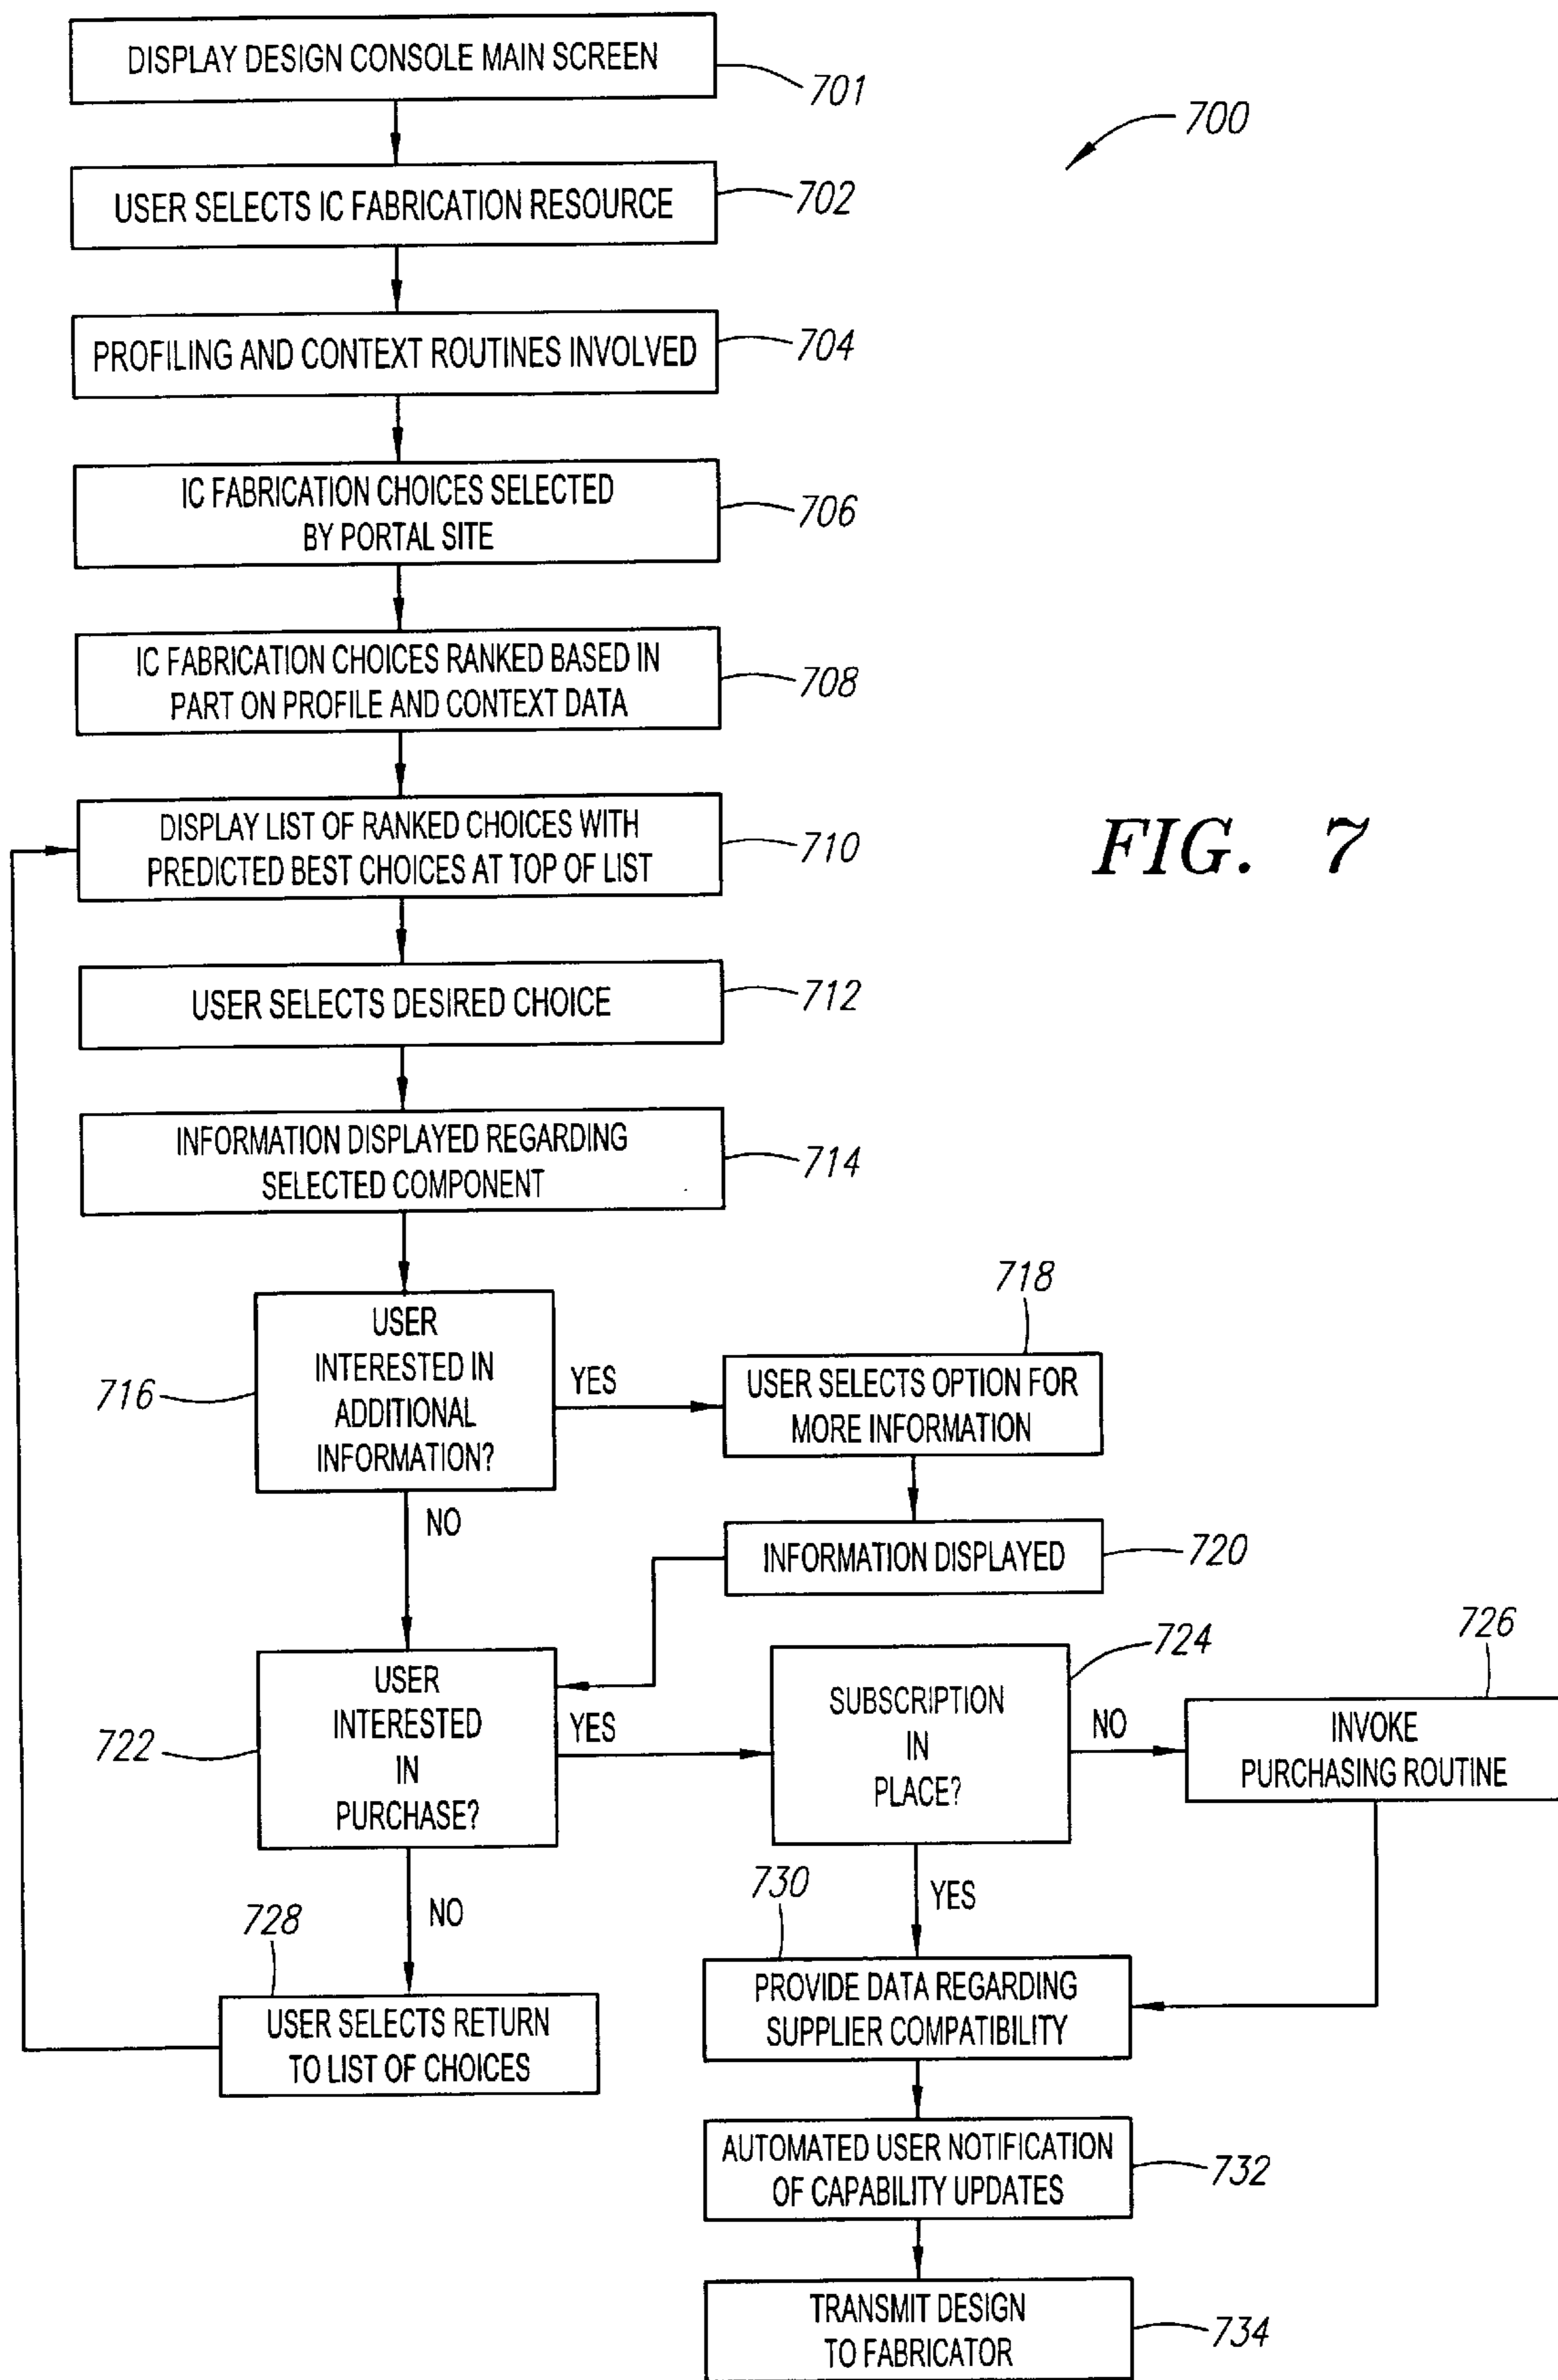 DISPLAY DESIGN CONSOLE MAIN SCREEN
701
700
USER SELECTS IC FABRICATION RESOURCE
702
PROFILING AND CONTEXT ROUTINES INVOLVED
704
IC FABRICATION CHOICES SELECTED
BY PORTAL SITE
706
IC FABRICATION CHOICES RANKED BASED IN
PART ON PROFILE AND CONTEXT DATA
708
DISPLAY LIST OF RANKED CHOICES WITH
PREDICTED BEST CHOICES AT TOP OF LIST
710
FIG. 7
USER SELECTS DESIRED CHOICE
712
INFORMATION DISPLAYED REGARDING
SELECTED COMPONENT
714
USER
INTERESTED IN
ADDITIONAL
INFORMATION?
716
YES
718
USER SELECTS OPTION FOR
MORE INFORMATION
NO
INFORMATION DISPLAYED
720
USER
INTERESTED
IN
PURCHASE?
722
YES
SUBSCRIPTION
IN
PLACE?
724
NO
726
INVOKE
PURCHASING ROUTINE
NO
YES
728
USER SELECTS RETURN
TO LIST OF CHOICES
730
PROVIDE DATA REGARDING
SUPPLIER COMPATIBILITY
AUTOMATED USER NOTIFICATION
OF CAPABILITY UPDATES
732
TRANSMIT DESIGN
TO FABRICATOR
734